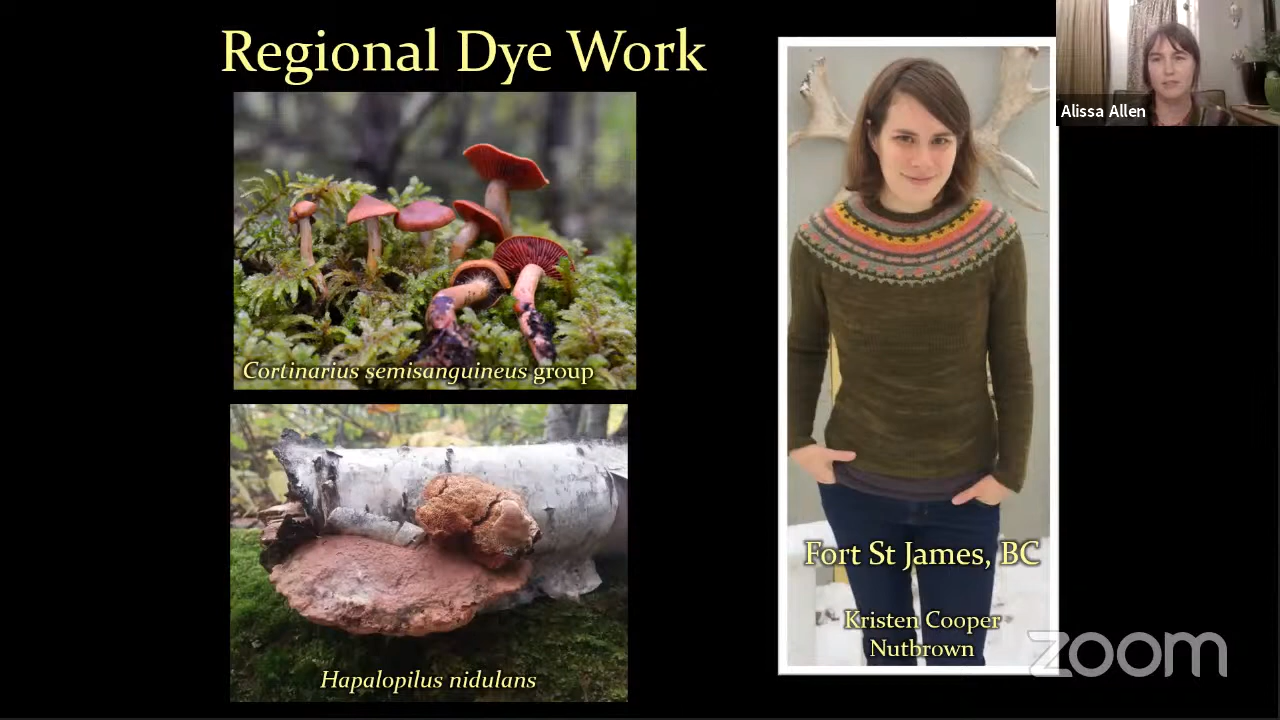 Regional Dye Work
Alissa Allen
Cortinarius semisanguineus group
Hapalopilus nidulans
Fort St James, BC
Kristen Cooper
Nutbrown
zoom